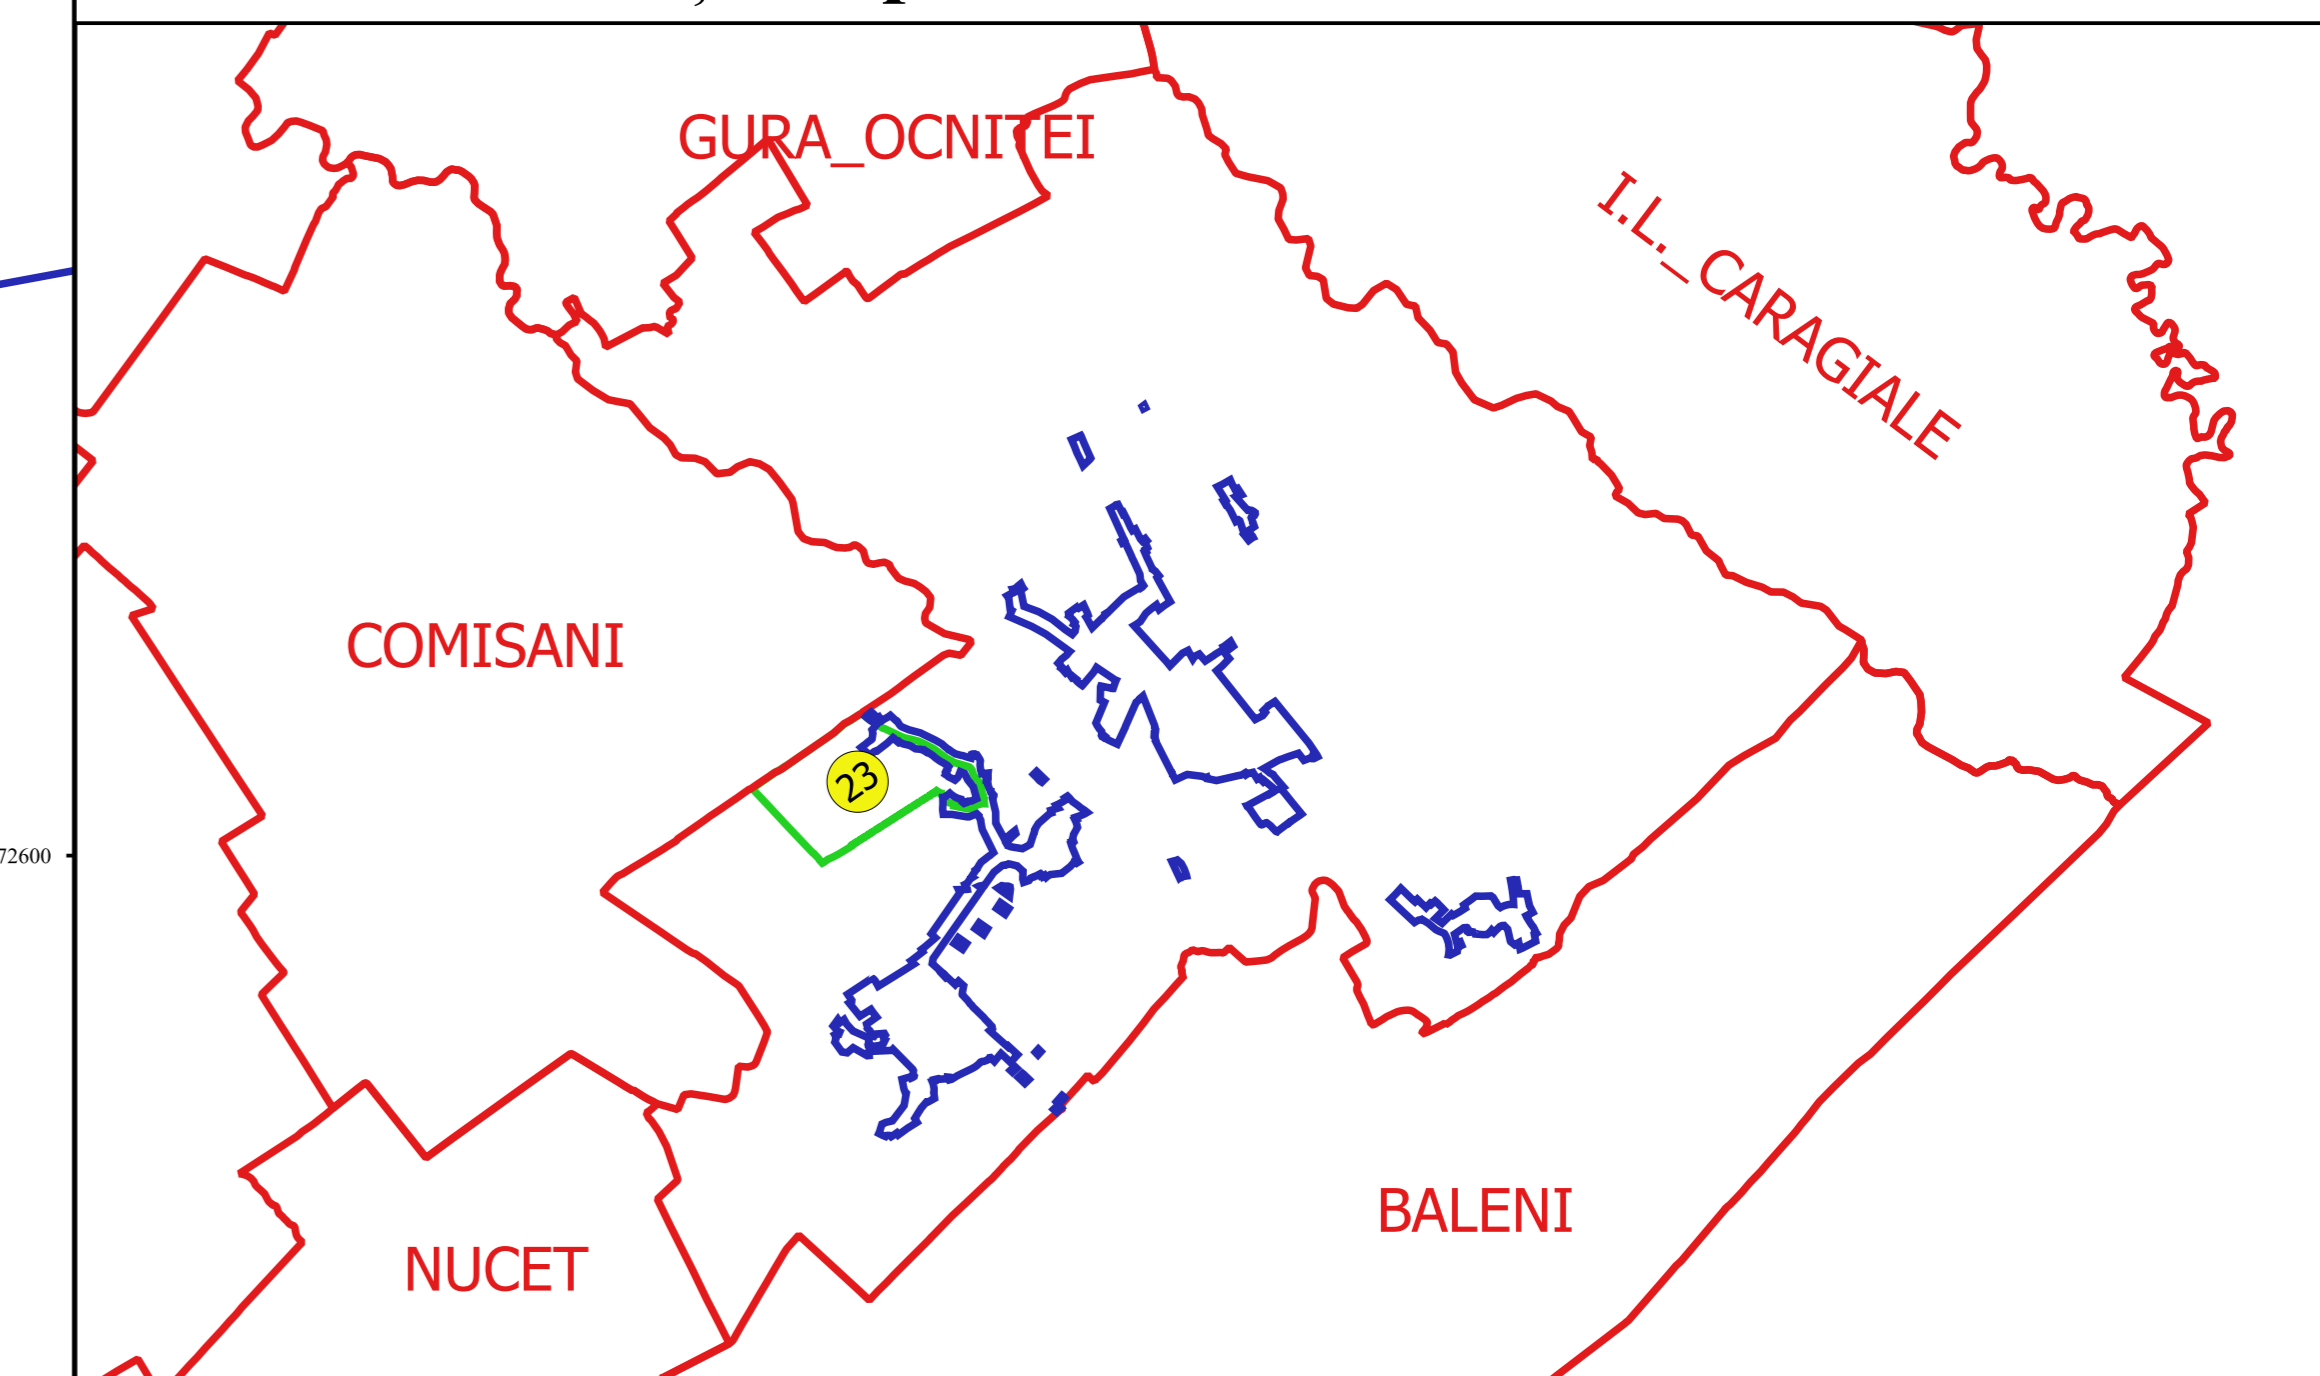 GURA_OCNITEI
I.L._CARAGIALE
COMISANI
23
72600
BALENI
NUCET